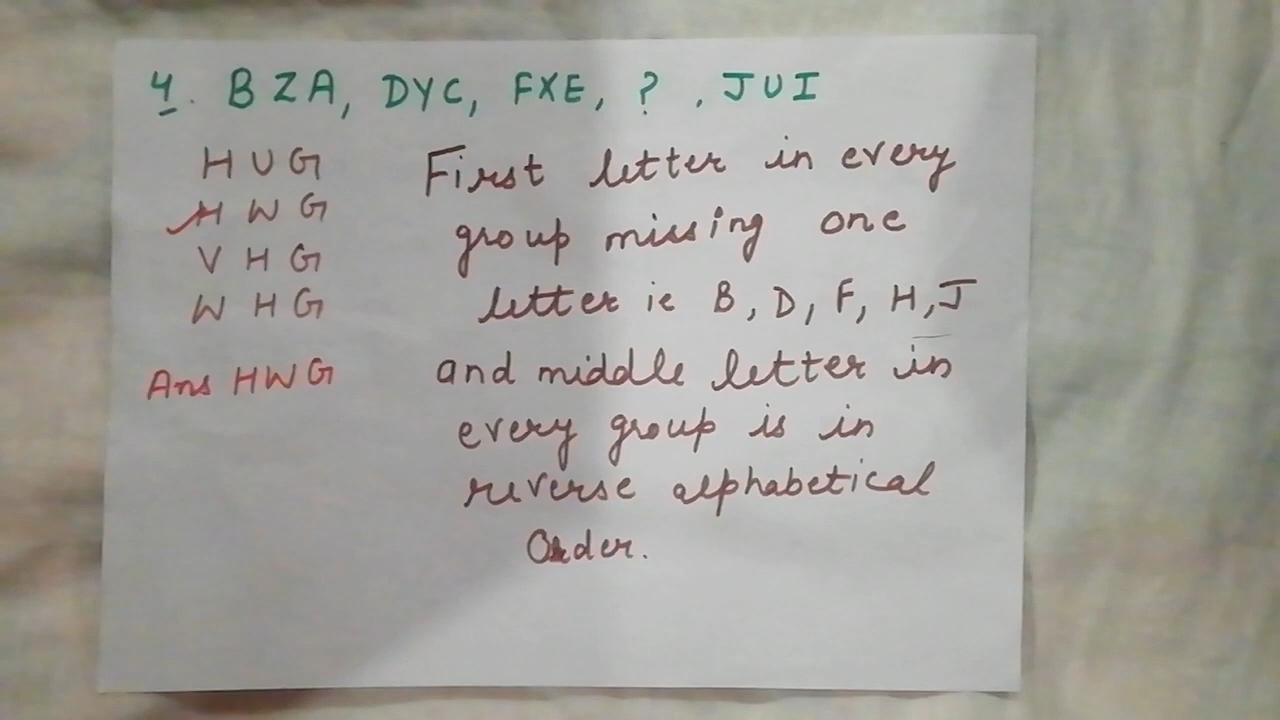 4. BZA, DYC, FXE, ?, JUI
HUG
HWG
VHG
WHG
Ans HWG
First letter in every
group missing one
letter ie B, D, F, H, J
and middle letter in
every group is in
reverse alphabetical
Order.